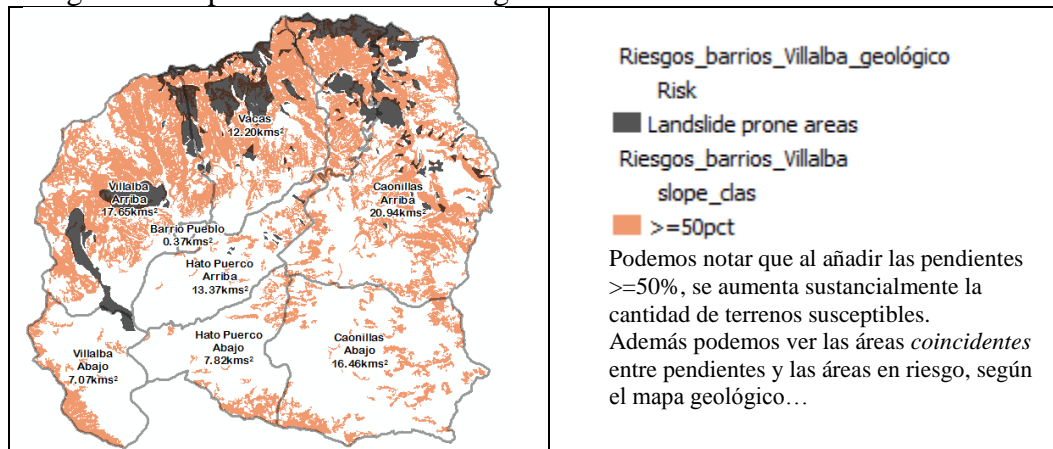 Vacas
12.20kms²
Villalba
Arriba
17.65kms²
Caonillas
Arriba
20.94kms²
Barrio Pueblo
0.37kms²
Hato Puerco
Arriba
13.37kms²
Hato Puerco
Abajo
7.82kms²
Caonillas
Abajo
16.46kms²
Villalba
Abajo
7.07kms²
Riesgos_barrios_Villalba_geológico
Risk
Landslide prone areas
Riesgos_barrios_Villalba
slope_clas
>=50pct
Podemos notar que al añadir las pendientes
>=50%, se aumenta sustancialmente la
cantidad de terrenos susceptibles.
Además podemos ver las áreas coincidentes
entre pendientes y las áreas en riesgo, según
el mapa geológico…